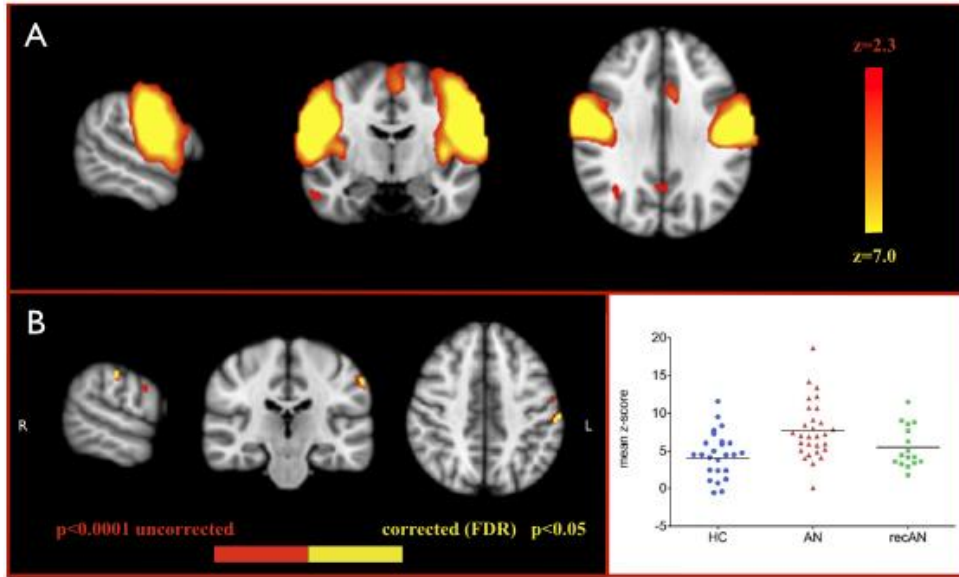 A
z=2.3
z=7.0
B
R
L
p<0.0001 uncorrected
corrected (FDR) p<0.05
20
15
10
5
0
-5
mean z-score
HC
AN
recAN